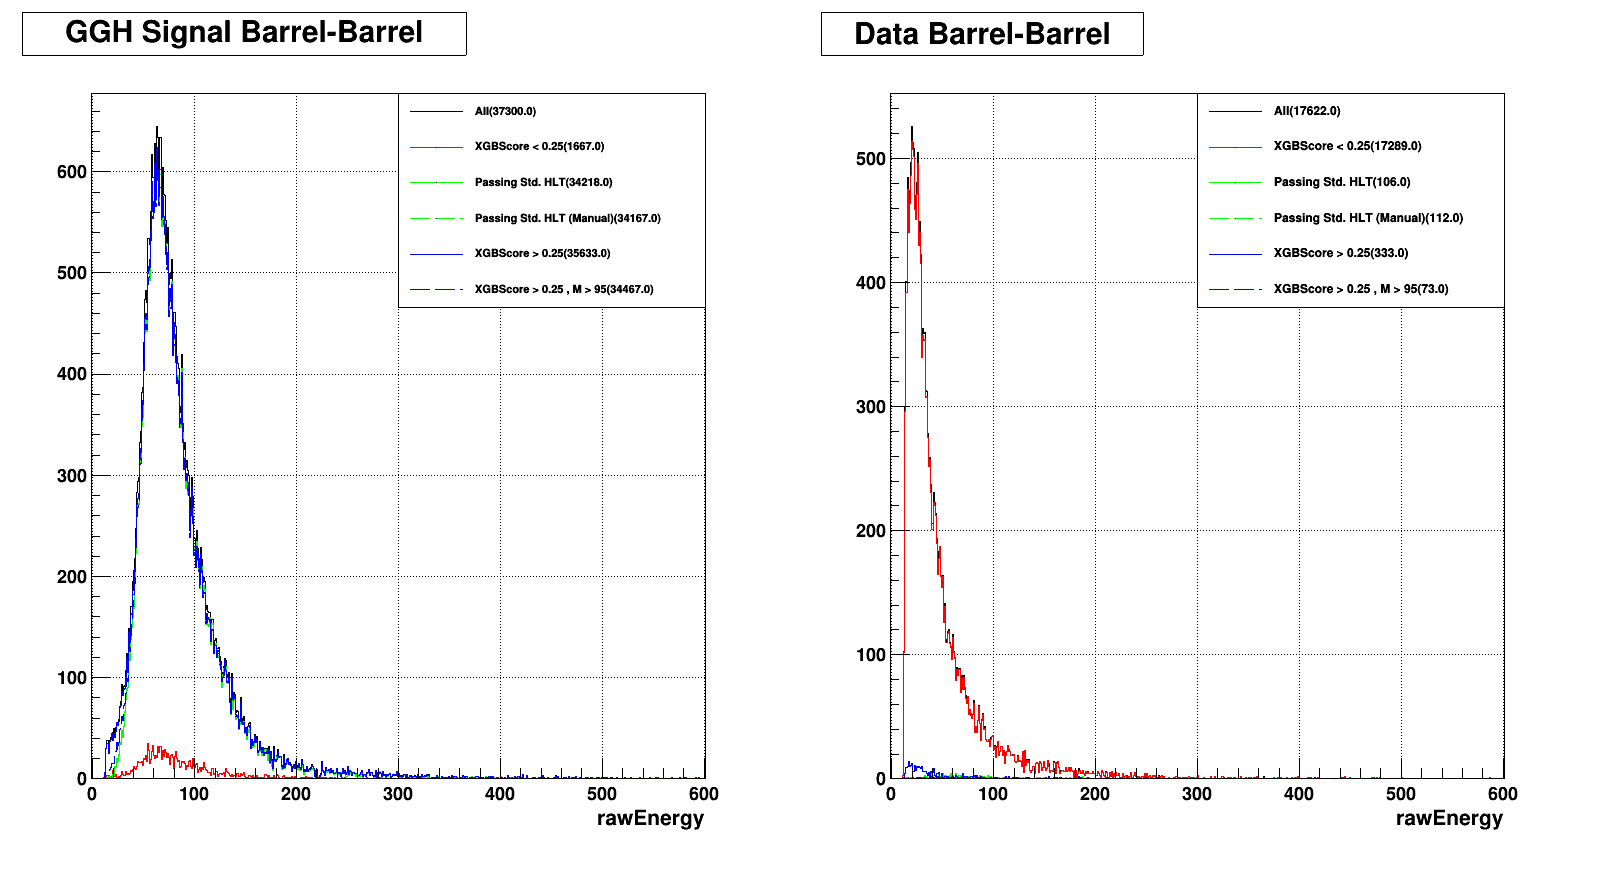 GGH Signal Barrel-Barrel
All(37300.0)
XGBScore < 0.25(1667.0)
Passing Std. HLT(34218.0)
Passing Std. HLT (Manual)(34167.0)
XGBScore > 0.25(35633.0)
XGBScore > 0.25 , M > 95(34467.0)
600
500
400
300
200
100
0
0 100 200 300 400 500 600
rawEnergy
Data Barrel-Barrel
All(17622.0)
XGBScore < 0.25(17289.0)
Passing Std. HLT(106.0)
Passing Std. HLT (Manual)(112.0)
XGBScore > 0.25(333.0)
XGBScore > 0.25 , M > 95(73.0)
500
400
300
200
100
0
0 100 200 300 400 500 600
rawEnergy